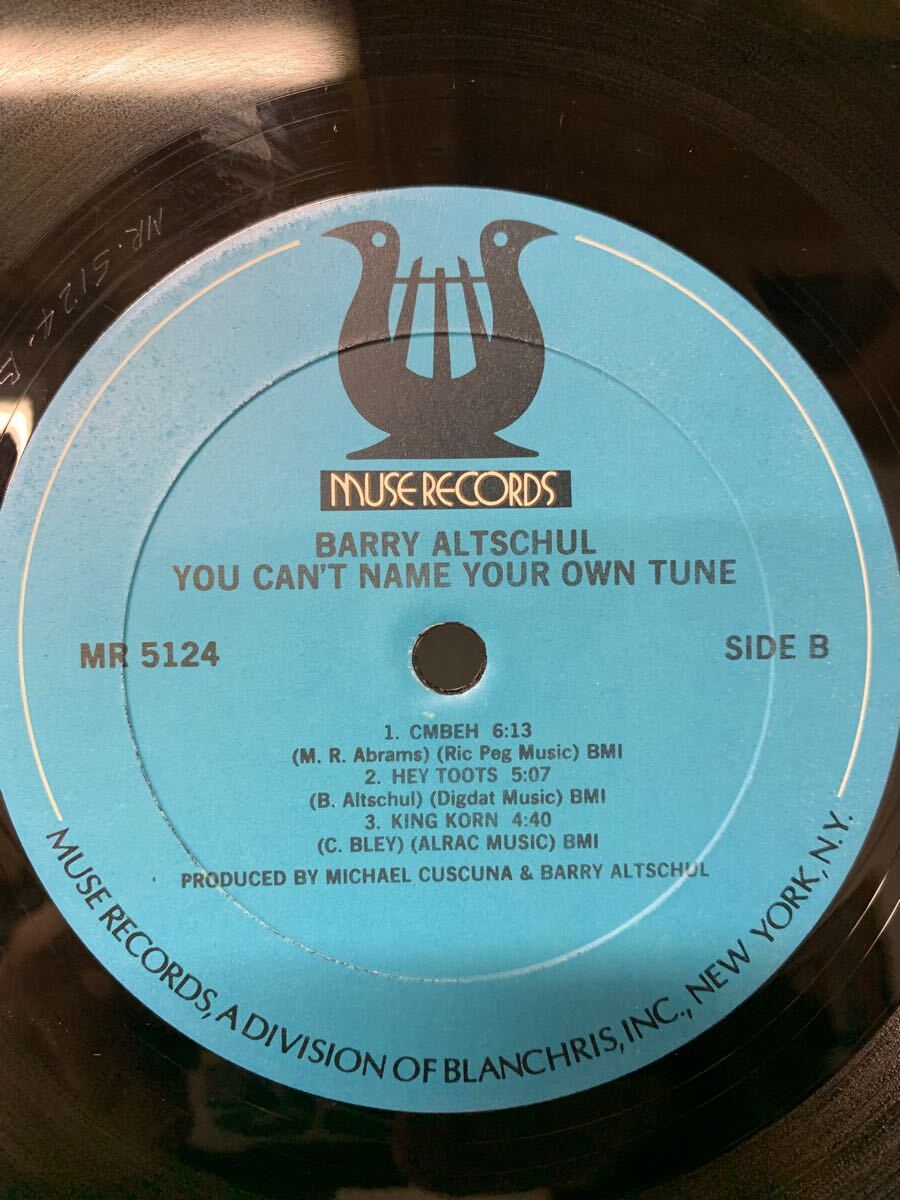 MR. 5124. B
MUSE RECORDS
BARRY ALTSCHUL
YOU CAN'T NAME YOUR OWN TUNE
MR 5124
SIDE B
1. CMBEH 6:13
(M. R. Abrams) (Ric Peg Music) BMI
2. HEY TOOTS 5:07
(B. Altschul) (Digdat Music) BMI
3. KING KORN 4:40
(C. BLEY) (ALRAC MUSIC) BMI
PRODUCED BY MICHAEL CUSCUNA & BARRY ALTSCHUL
MUSE RECORDS, A DIVISION OF BLANCHRIS, INC., NEW YORK, N.Y.